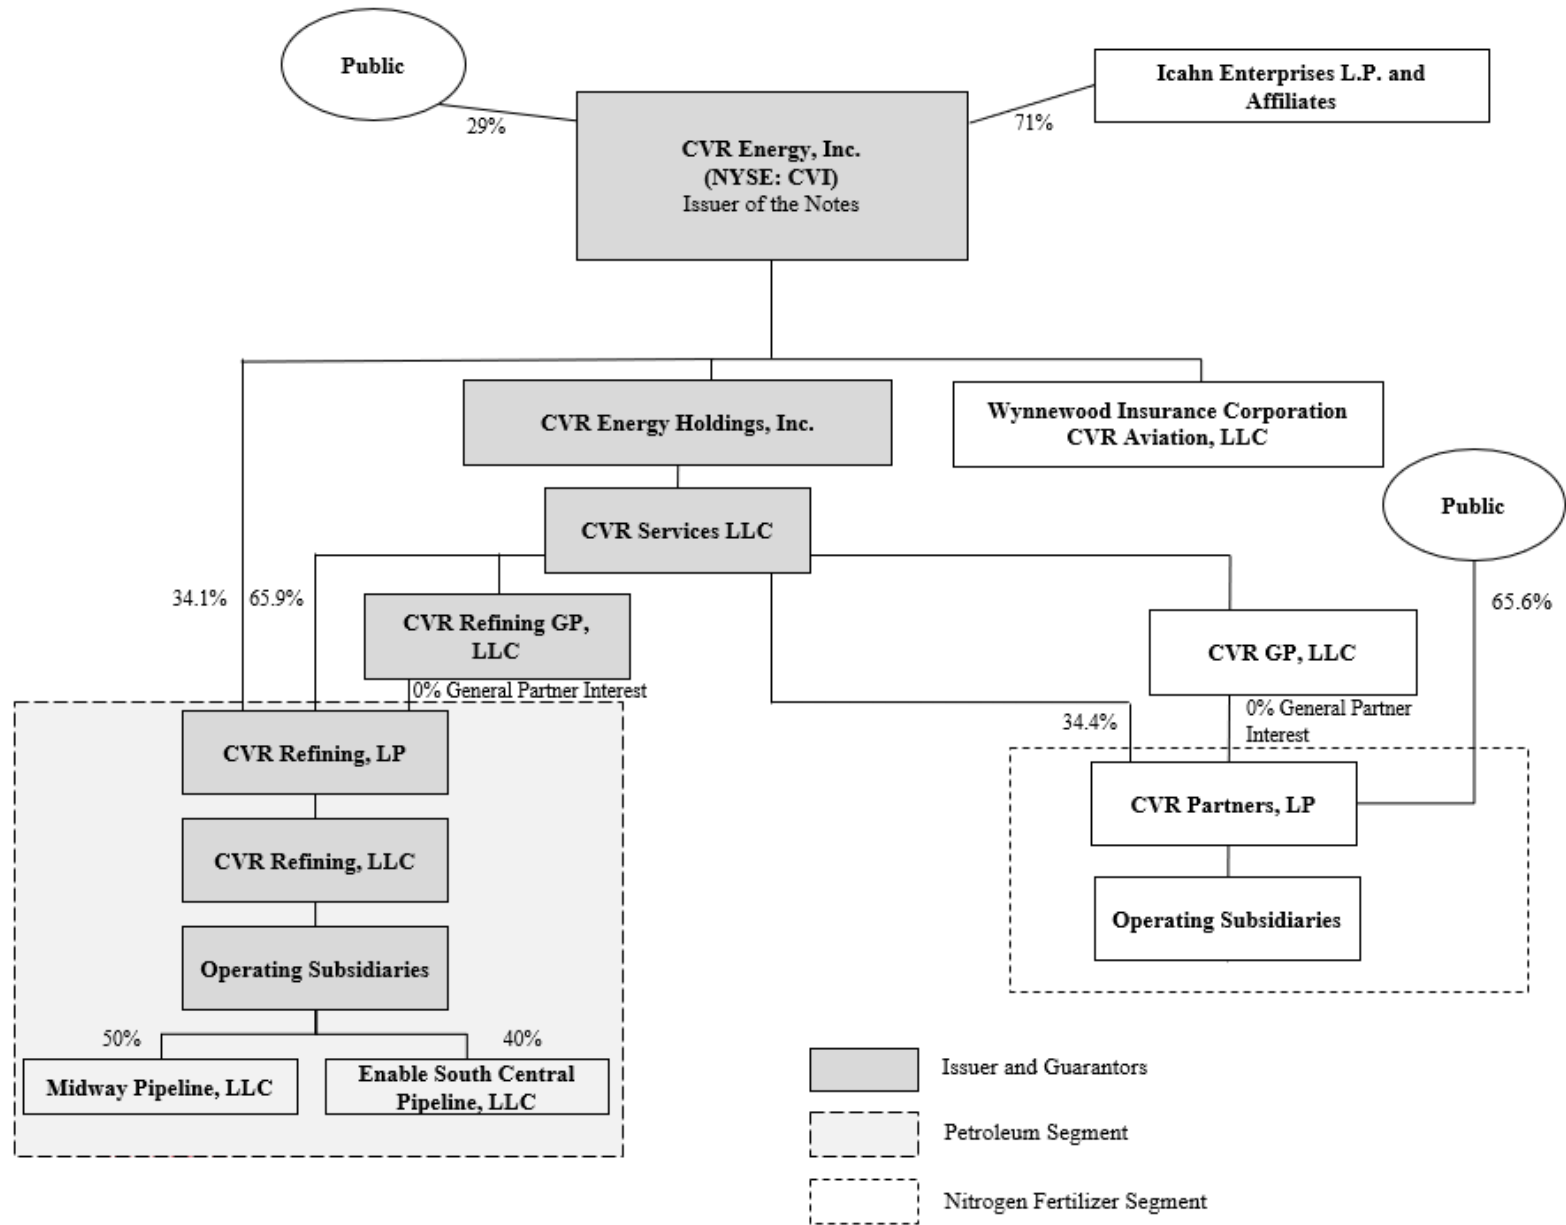 Public
Icahn Enterprises L.P. and
Affiliates
29%
71%
CVR Energy, Inc.
(NYSE: CVI)
Issuer of the Notes
CVR Energy Holdings, Inc.
Wynnewood Insurance Corporation
CVR Aviation, LLC
Public
CVR Services LLC
34.1%
65.9%
65.6%
CVR Refining GP,
LLC
CVR GP, LLC
0% General Partner Interest
34.4%
0% General Partner
Interest
CVR Refining, LP
CVR Partners, LP
CVR Refining, LLC
Operating Subsidiaries
Operating Subsidiaries
50%
40%
Midway Pipeline, LLC
Enable South Central
Pipeline, LLC
Issuer and Guarantors
Petroleum Segment
Nitrogen Fertilizer Segment